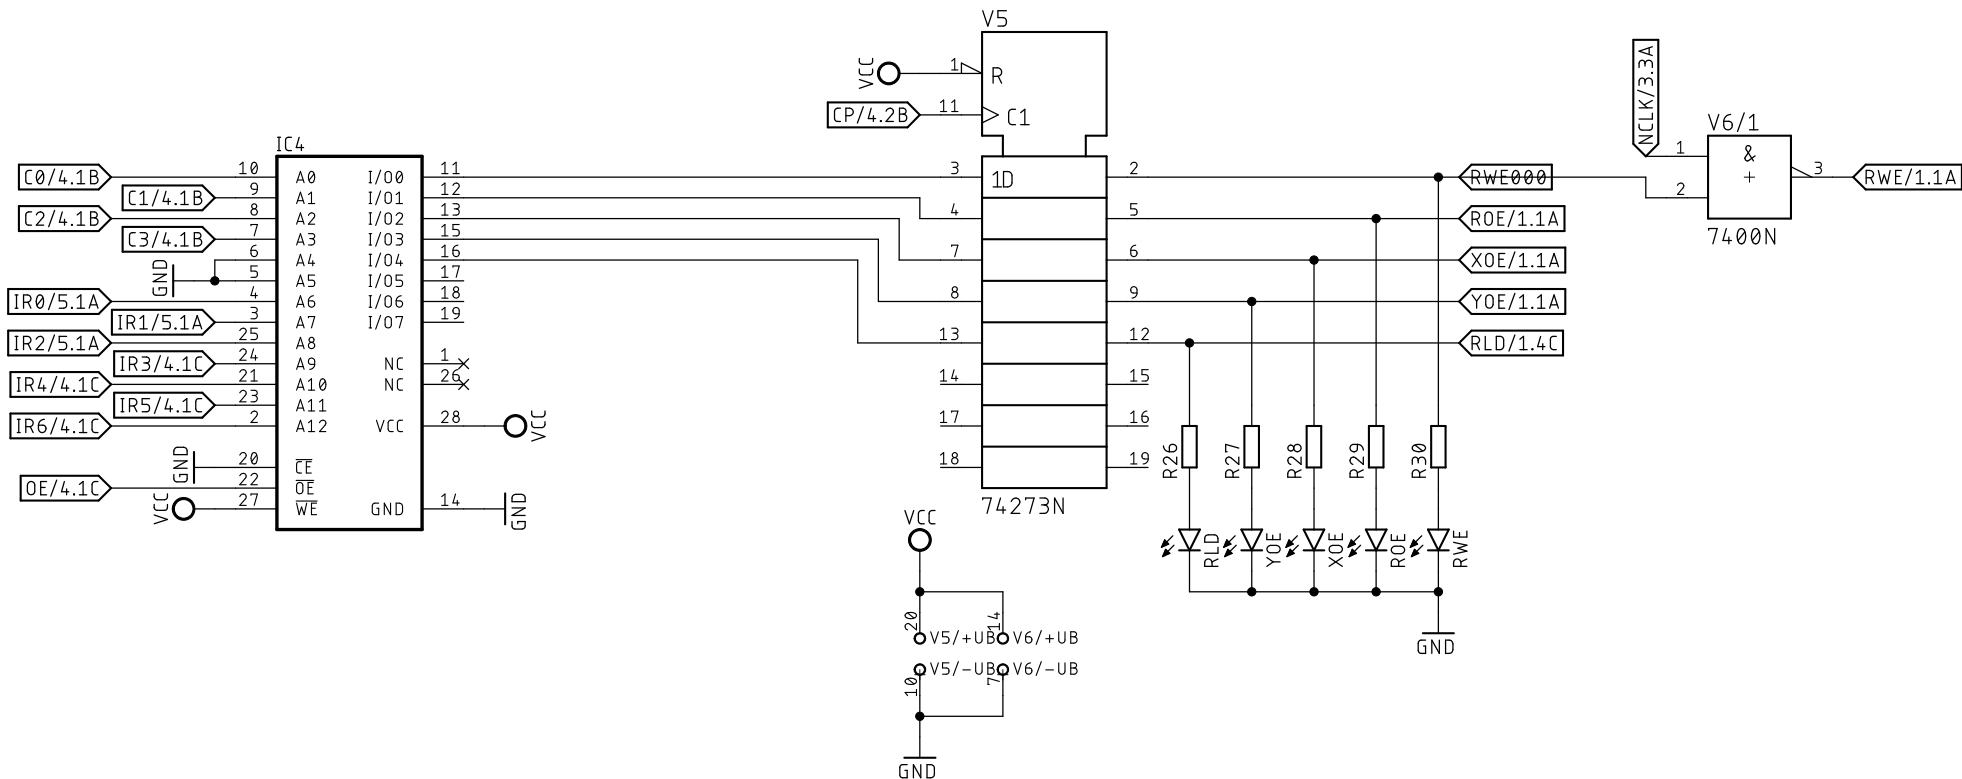 V5
VCC
1
R
CP/4.2B
11
C1
NCLK/3.3A
V6/1
1
&
+
2
3
RWE/1.1A
7400N
IC4
C0/4.1B
10
A0
I/O0
11
3
1D
2
RWE000
C1/4.1B
9
A1
I/O1
12
C2/4.1B
8
A2
I/O2
13
4
5
ROE/1.1A
C3/4.1B
7
A3
I/O3
15
GND
6
A4
I/O4
16
7
6
XOE/1.1A
5
A5
I/O5
17
IR0/5.1A
4
A6
I/O6
18
8
9
YOE/1.1A
IR1/5.1A
3
A7
I/O7
19
IR2/5.1A
25
A8
13
12
RLD/1.4C
IR3/4.1C
24
A9
NC
1
IR4/4.1C
21
A10
NC
26
14
15
IR5/4.1C
23
A11
IR6/4.1C
2
A12
VCC
28
VCC
17
16
GND
20
CE
18
19
OE/4.1C
22
OE
VCC
27
WE
GND
14
GND
74273N
R26
R27
R28
R29
R30
RLD
YOE
XOE
ROE
RWE
GND
VCC
20
V5/+UB
14
V6/+UB
V5/-UB
10
V6/-UB
7
GND